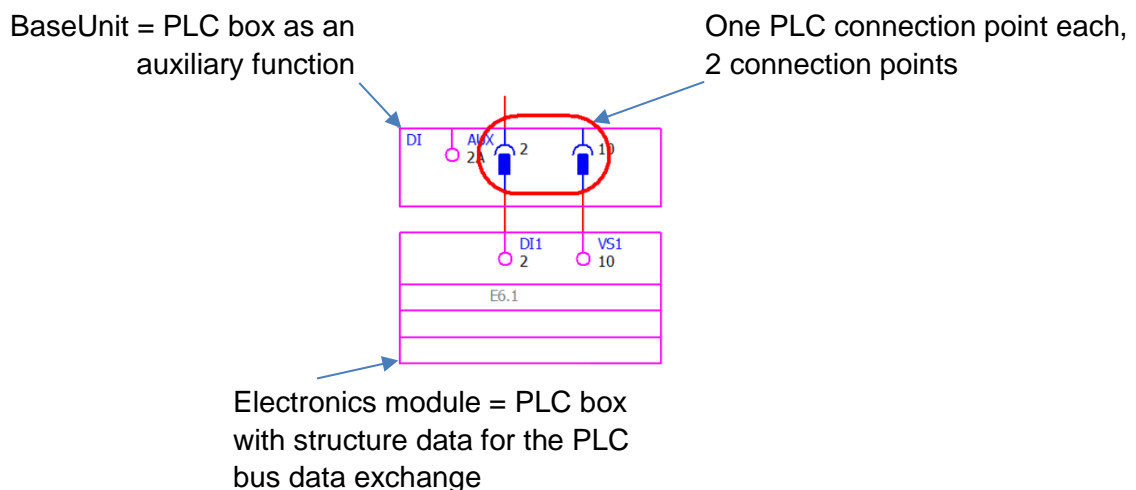 BaseUnit = PLC box as an
auxiliary function
One PLC connection point each,
2 connection points
DI
AUX
2A
2
10
DI1
2
VS1
10
E6.1
Electronics module = PLC box
with structure data for the PLC
bus data exchange